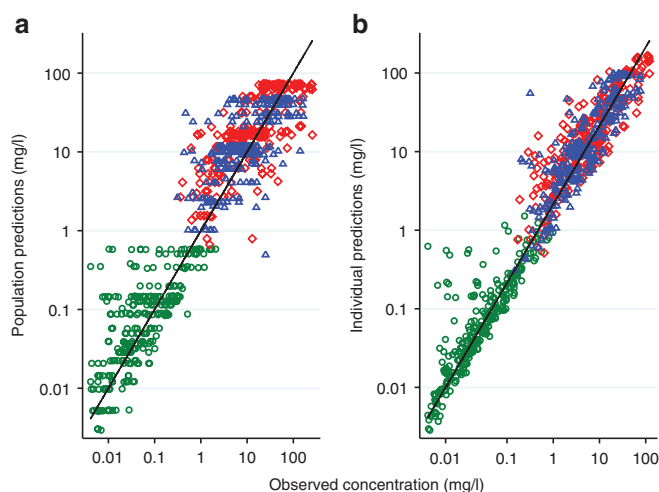 a
b
Population predictions (mg/l)
100
10
1
0.1
0.01
0.01 0.1 1 10 100
Individual predictions (mg/l)
100
10
1
0.1
0.01
0.01 0.1 1 10 100
Observed concentration (mg/l)